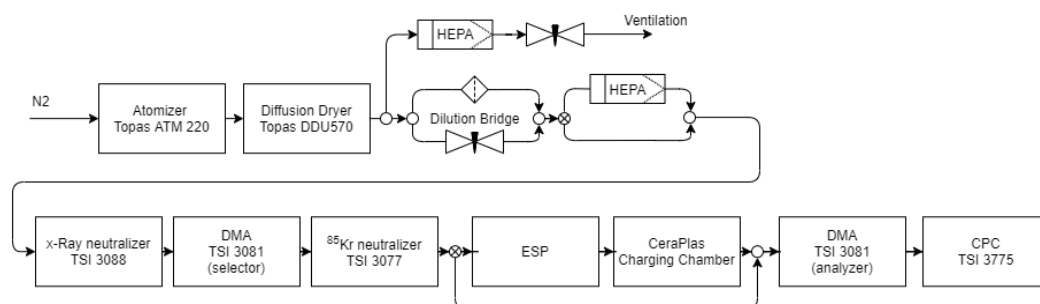 HEPA
Ventilation
N2
Atomizer
Topas ATM 220
Diffusion Dryer
Topas DDU570
Dilution Bridge
HEPA
x-Ray neutralizer
TSI 3088
DMA
TSI 3081
(selector)
⁸⁵Kr neutralizer
TSI 3077
ESP
CeraPlas
Charging Chamber
DMA
TSI 3081
(analyzer)
CPC
TSI 3775